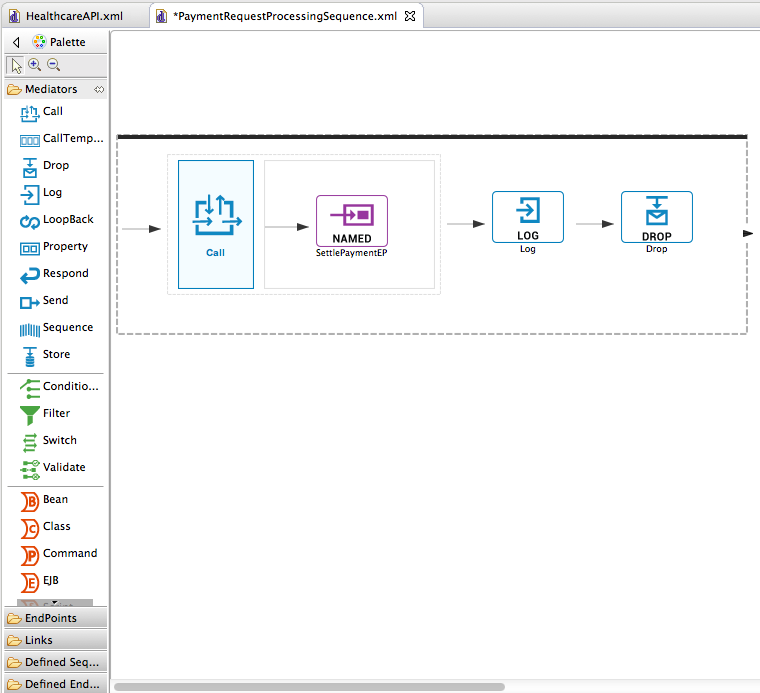 HealthcareAPI.xml
*PaymentRequestProcessingSequence.xml
Palette
Mediators
Call
CallTemp...
Drop
Log
LoopBack
Property
Respond
Send
Sequence
Store
Conditio...
Filter
Switch
Validate
Bean
Class
Command
EJB
EndPoints
Links
Defined Seq...
Defined End...
Call
NAMED
SettlePaymentEP
LOG
Log
DROP
Drop